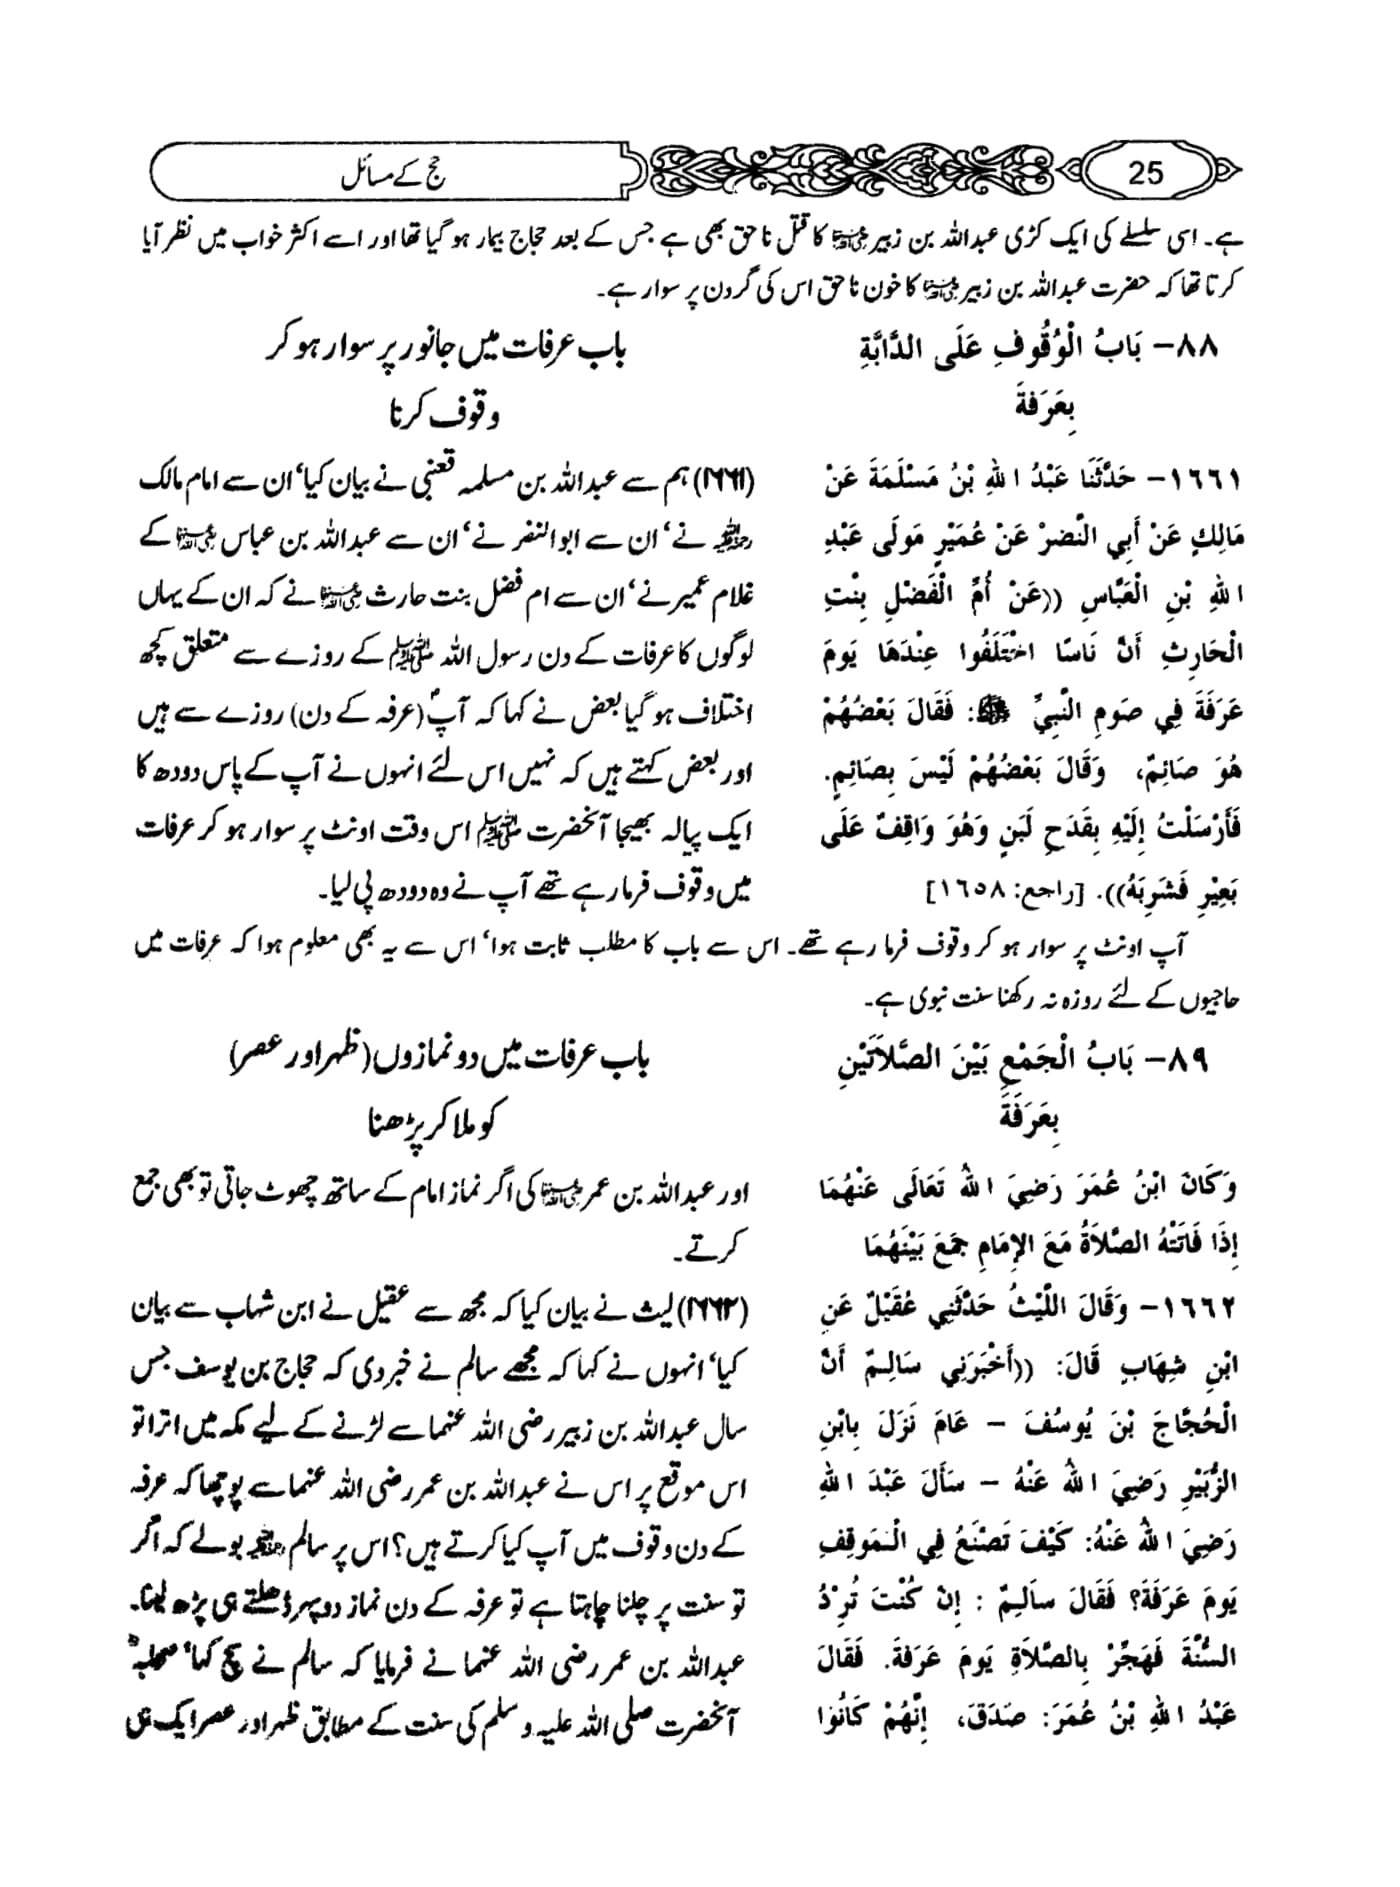 25
حج کے مسائل
ہے۔ اسی سلسلے کی ایک کڑی عبداللہ بن زبیر رضی اللہ عنہما کا قتل ناحق بھی ہے جس کے بعد حجاج بیمار ہو گیا تھا اور اسے اکثر خواب میں نظر آیا
کرتا تھا کہ حضرت عبداللہ بن زبیر رضی اللہ عنہما کا خون ناحق اس کی گردن پر سوار ہے۔
٨٨- بَابُ الْوُقُوفِ عَلَى الدَّابَّةِ
بِعَرَفةَ
باب عرفات میں جانور پر سوار ہو کر
وقوف کرنا
١٦٦١- حَدَّثَنَا عَبْدُ اللهِ بْنُ مَسْلَمَةَ عَنْ
مَالِكٍ عَنْ أَبِي النَّضرْ عَنْ عُمَيْرٍ مَولَى عَبْدِ
اللهِ بْنِ الْعَبَّاسِ ((عَنْ أُمِّ الْفَضْلِ بِنْتِ
الْحَارِثِ أَنَّ نَاسًا اخْتَلَفُوا عِنْدَهَا يَومَ
عَرَفَةَ فِي صَومِ النَّبِيِّ ﷺ: فَقَالَ بَعْضُهُمْ
هُوَ صَائِمٌ، وَقَالَ بَعْضُهُمْ لَيْسَ بِصَائِمٍ.
فَأَرْسَلْتُ إِلَيْهِ بِقَدَحِ لَبَنٍ وَهُوَ وَاقِفٌ عَلَى
بَعِيْرِ فَشَرِبَهُ)). [راجع: ١٦٥٨]
(۱۶۶۱) ہم سے عبداللہ بن مسلمہ قعنبی نے بیان کیا‘ ان سے امام مالک
رحمۃ اللہ علیہ نے‘ ان سے ابوالنضر نے‘ ان سے عبداللہ بن عباس رضی اللہ عنہما کے
غلام عمیر نے‘ ان سے ام فضل بنت حارث رضی اللہ عنہا نے کہ ان کے یہاں
لوگوں کا عرفات کے دن رسول اللہ ﷺ کے روزے سے متعلق کچھ
اختلاف ہو گیا بعض نے کہا کہ آپؐ (عرفہ کے دن) روزے سے ہیں
اور بعض کہتے ہیں کہ نہیں اس لئے انہوں نے آپ کے پاس دودھ کا
ایک پیالہ بھیجا آنحضرت ﷺ اس وقت اونٹ پر سوار ہو کر عرفات
میں وقوف فرما رہے تھے آپ نے وہ دودھ پی لیا۔
آپ اونٹ پر سوار ہو کر وقوف فرما رہے تھے۔ اس سے باب کا مطلب ثابت ہوا‘ اس سے یہ بھی معلوم ہوا کہ عرفات میں
حاجیوں کے لئے روزہ نہ رکھنا سنت نبوی ہے۔
٨٩- بَابُ الْجَمْعِ بَيْنَ الصَّلاَتَيْنِ
بِعَرَفَةَ
باب عرفات میں دو نمازوں (ظہر اور عصر)
کو ملا کر پڑھنا
وَكَانَ ابْنُ عُمَرَ رَضِيَ اللهُ تَعَالَى عَنْهُمَا
إِذَا فَاتَتْهُ الصَّلاَةُ مَعَ الإِمَامِ جَمَعَ بَيْنَهُمَا
اور عبداللہ بن عمر رضی اللہ عنہما کی اگر نماز امام کے ساتھ چھوٹ جاتی تو بھی جمع
کرتے۔
١٦٦٢- وَقَالَ اللَّيْثُ حَدَّثَنِي عُقَيْلٌ عَنِ
ابْنِ شِهَابٍ قَالَ: ((أَخْبَرَنِي سَالِمٌ أَنَّ
الْحُجَّاجَ بْنَ يُوسُفَ – عَامَ نَزَلَ بِابْنِ
الزُّبَيْرِ رَضِيَ اللهُ عَنْهُ – سَأَلَ عَبْدَ اللهِ
رَضِيَ اللهُ عَنْهُ: كَيْفَ تَصْنَعُ فِي الْمَوقِفِ
يَومَ عَرَفَةَ؟ فَقَالَ سَالِمٌ : إِنْ كُنْتَ تُرِيْدُ
السُّنَّةَ فَهَجِّرْ بِالصَّلاَةِ يَومَ عَرَفَةَ. فَقَالَ
عَبْدُ اللهِ بْنُ عُمَرَ: صَدَقَ، إِنَّهُمْ كَانُوا
(۱۶۶۲) لیث نے بیان کیا کہ مجھ سے عقیل نے ابن شہاب سے بیان
کیا‘ انہوں نے کہا کہ مجھے سالم نے خبر دی کہ حجاج بن یوسف جس
سال عبداللہ بن زبیر رضی اللہ عنہما سے لڑنے کے لیے مکہ میں اترا تو
اس موقع پر اس نے عبداللہ بن عمر رضی اللہ عنہما سے پوچھا کہ عرفہ
کے دن وقوف میں آپ کیا کرتے ہیں؟ اس پر سالم رحمۃ اللہ علیہ بولے کہ اگر
تو سنت پر چلنا چاہتا ہے تو عرفہ کے دن نماز دوپہر ڈھلتے ہی پڑھ لینا۔
عبداللہ بن عمر رضی اللہ عنہما نے فرمایا کہ سالم نے سچ کہا‘ صحابہؓ
آنحضرت صلی اللہ علیہ وسلم کی سنت کے مطابق ظہر اور عصر ایک ہی